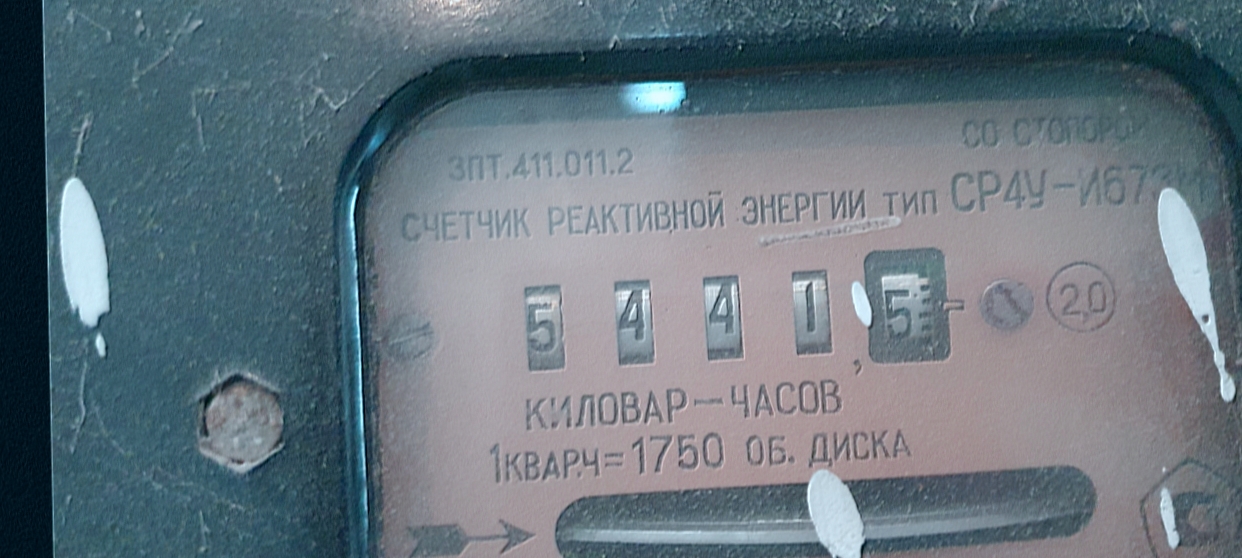 СО СТОПОРОМ
ЗПТ.411.011.2
СЧЕТЧИК РЕАКТИВНОЙ ЭНЕРГИИ ТИП СР4У-И673М
5 4 4 1 , 5
2,0
КИЛОВАР-ЧАСОВ
1КВАР.Ч=1750 ОБ. ДИСКА